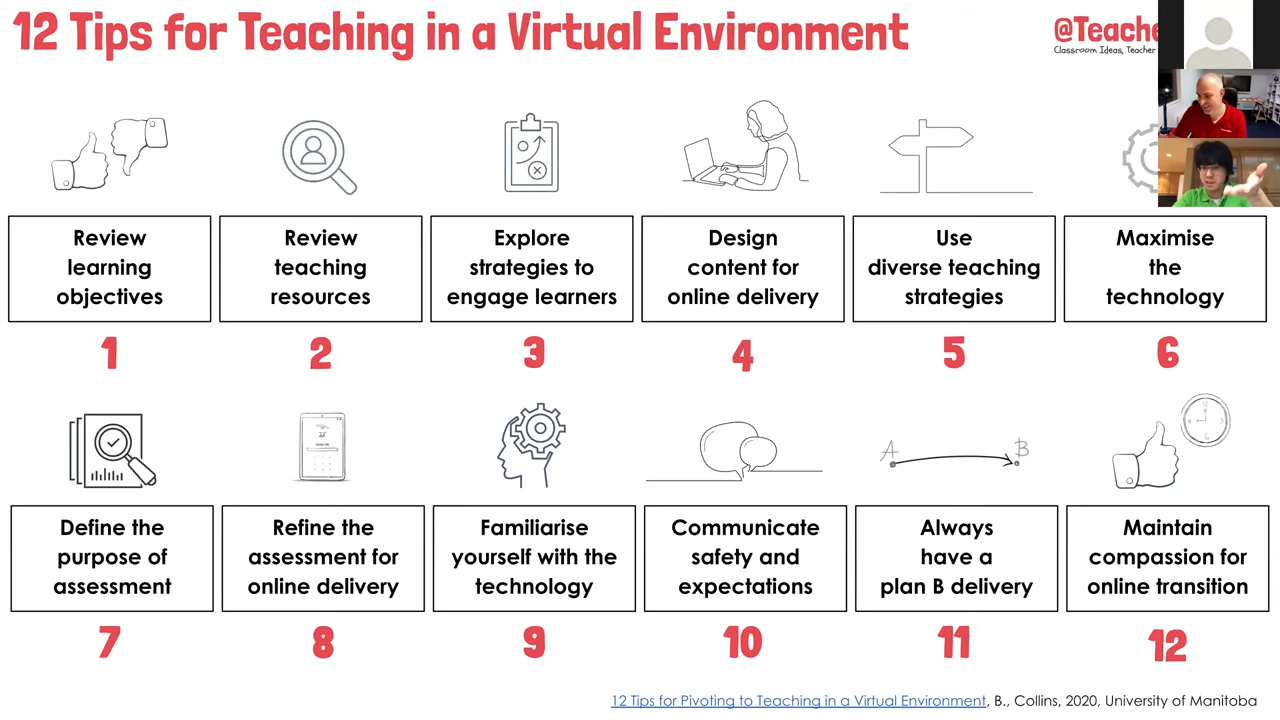 12 Tips for Teaching in a Virtual Environment
@Teache
Classroom Ideas, Teacher
Review
learning
objectives
Review
teaching
resources
Explore
strategies to
engage learners
Design
content for
online delivery
Use
diverse teaching
strategies
Maximise
the
technology
1
2
3
4
5
6
A
B
Define the
purpose of
assessment
Refine the
assessment for
online delivery
Familiarise
yourself with the
technology
Communicate
safety and
expectations
Always
have a
plan B delivery
Maintain
compassion for
online transition
7
8
9
10
11
12
12 Tips for Pivoting to Teaching in a Virtual Environment, B., Collins, 2020, University of Manitoba